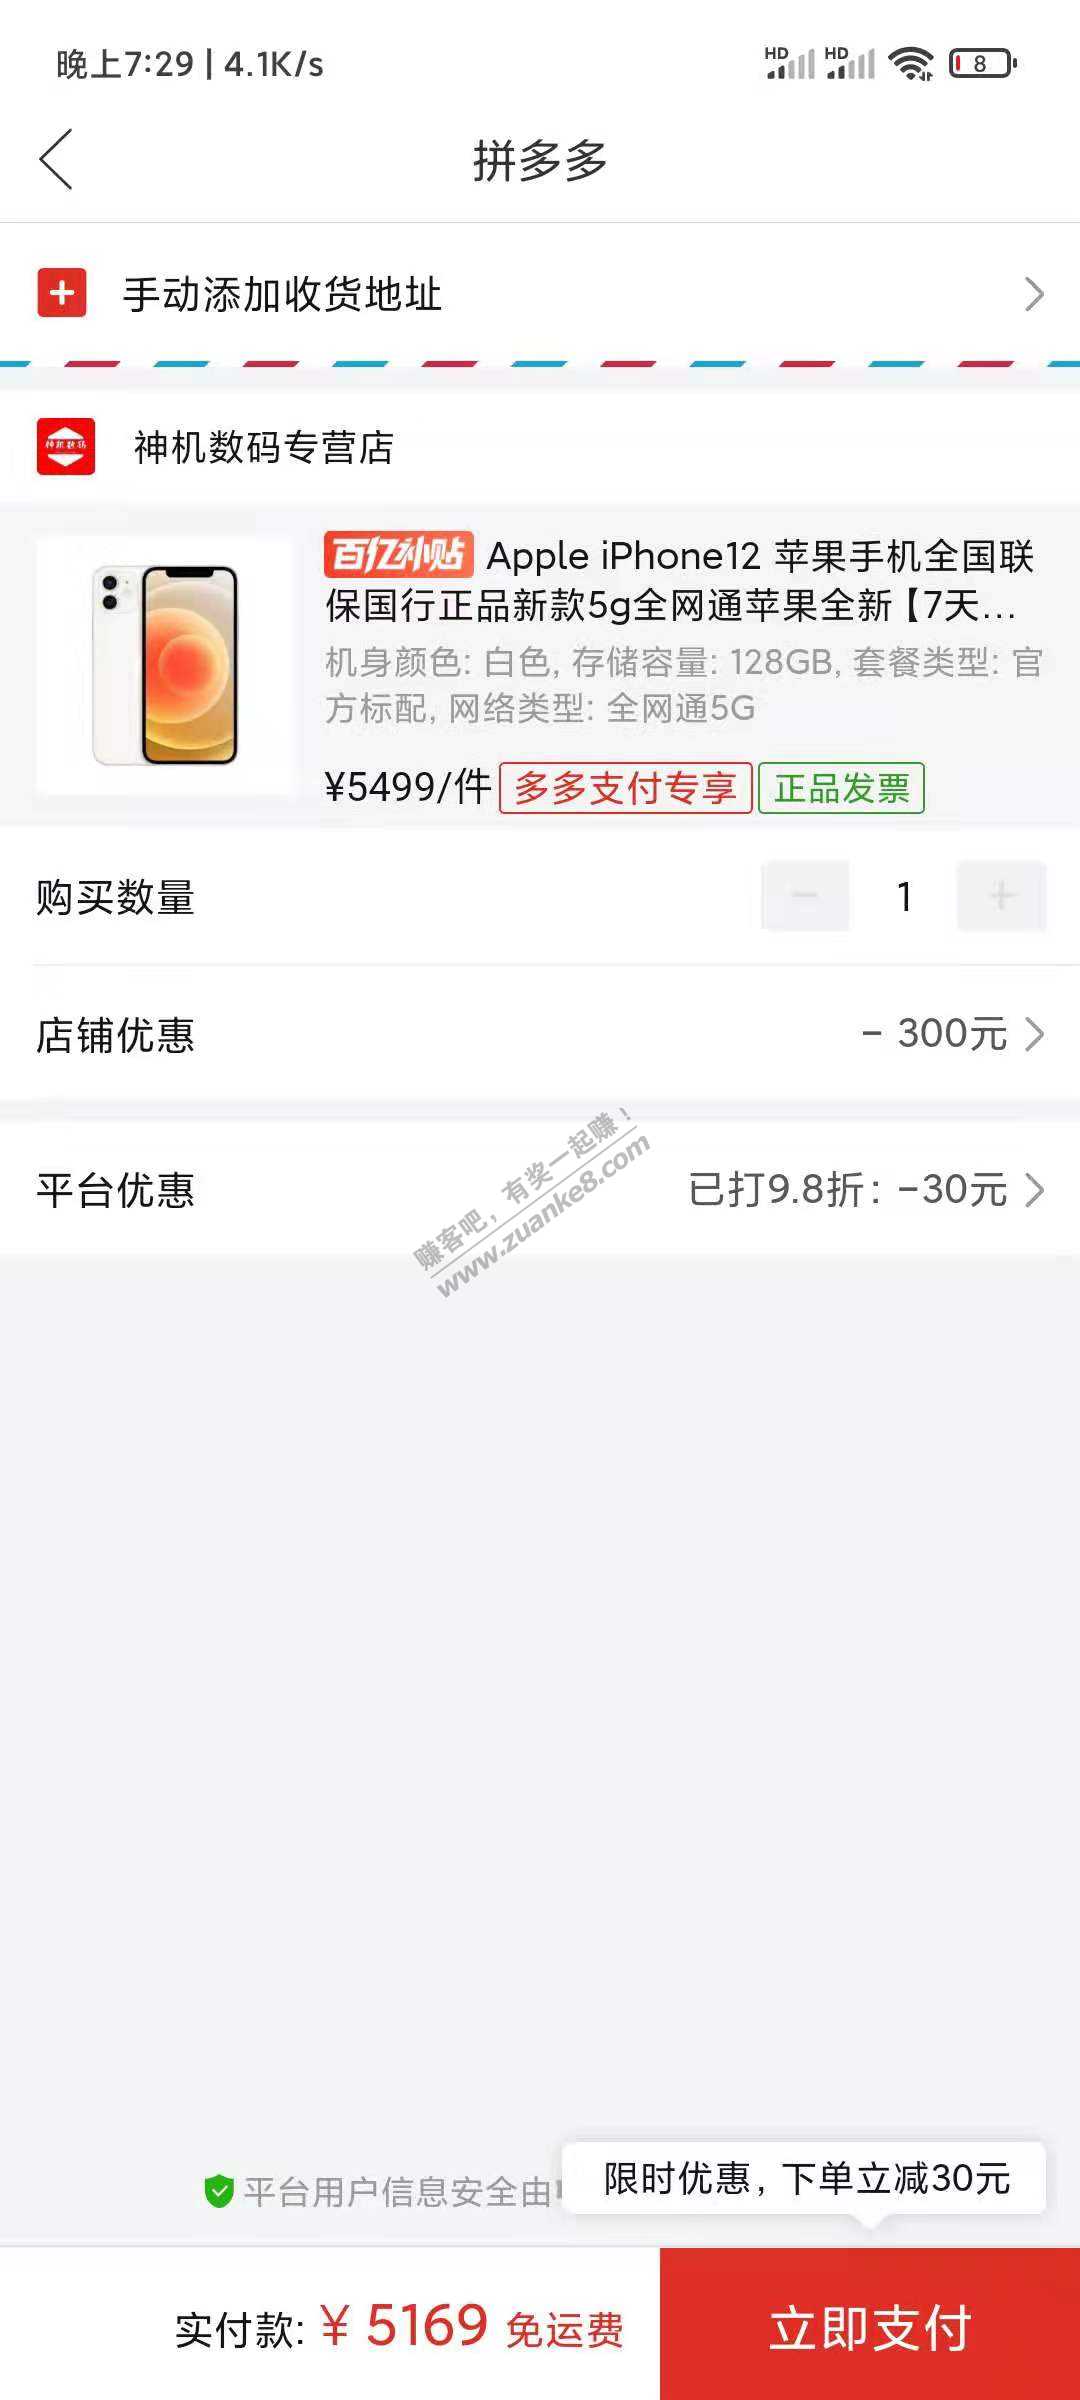 晚上7:29 | 4.1K/s
HD HD 8
拼多多
手动添加收货地址
神机数码
神机数码专营店
百亿补贴 Apple iPhone12 苹果手机全国联
保国行正品新款5g全网通苹果全新【7天...
机身颜色: 白色, 存储容量: 128GB, 套餐类型: 官
方标配, 网络类型: 全网通5G
¥5499/件 多多支付专享 正品发票
购买数量 1
店铺优惠 - 300元
平台优惠 已打9.8折: -30元
赚客吧，有奖一起赚！
www.zuanke8.com
平台用户信息安全由
限时优惠, 下单立减30元
实付款: ¥ 5169 免运费
立即支付